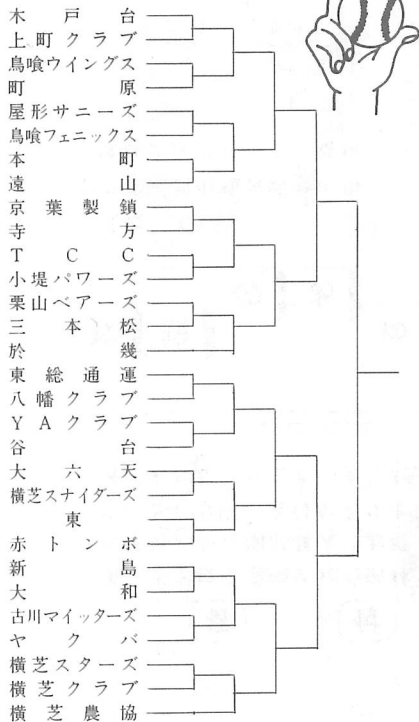 木戸台
上町クラブ
鳥喰ウイングス
町原
屋形サニーズ
鳥喰フェニックス
本町
遠山
京葉製鎖
寺方
TCC
小堤パワーズ
栗山ベアーズ
三本松
於幾
東総通運
八幡クラブ
YAクラブ
谷台
大六天
横芝スナイダーズ
東
赤トンボ
新島
大和
古川マイッターズ
ヤクバ
横芝スターズ
横芝クラブ
横芝農協